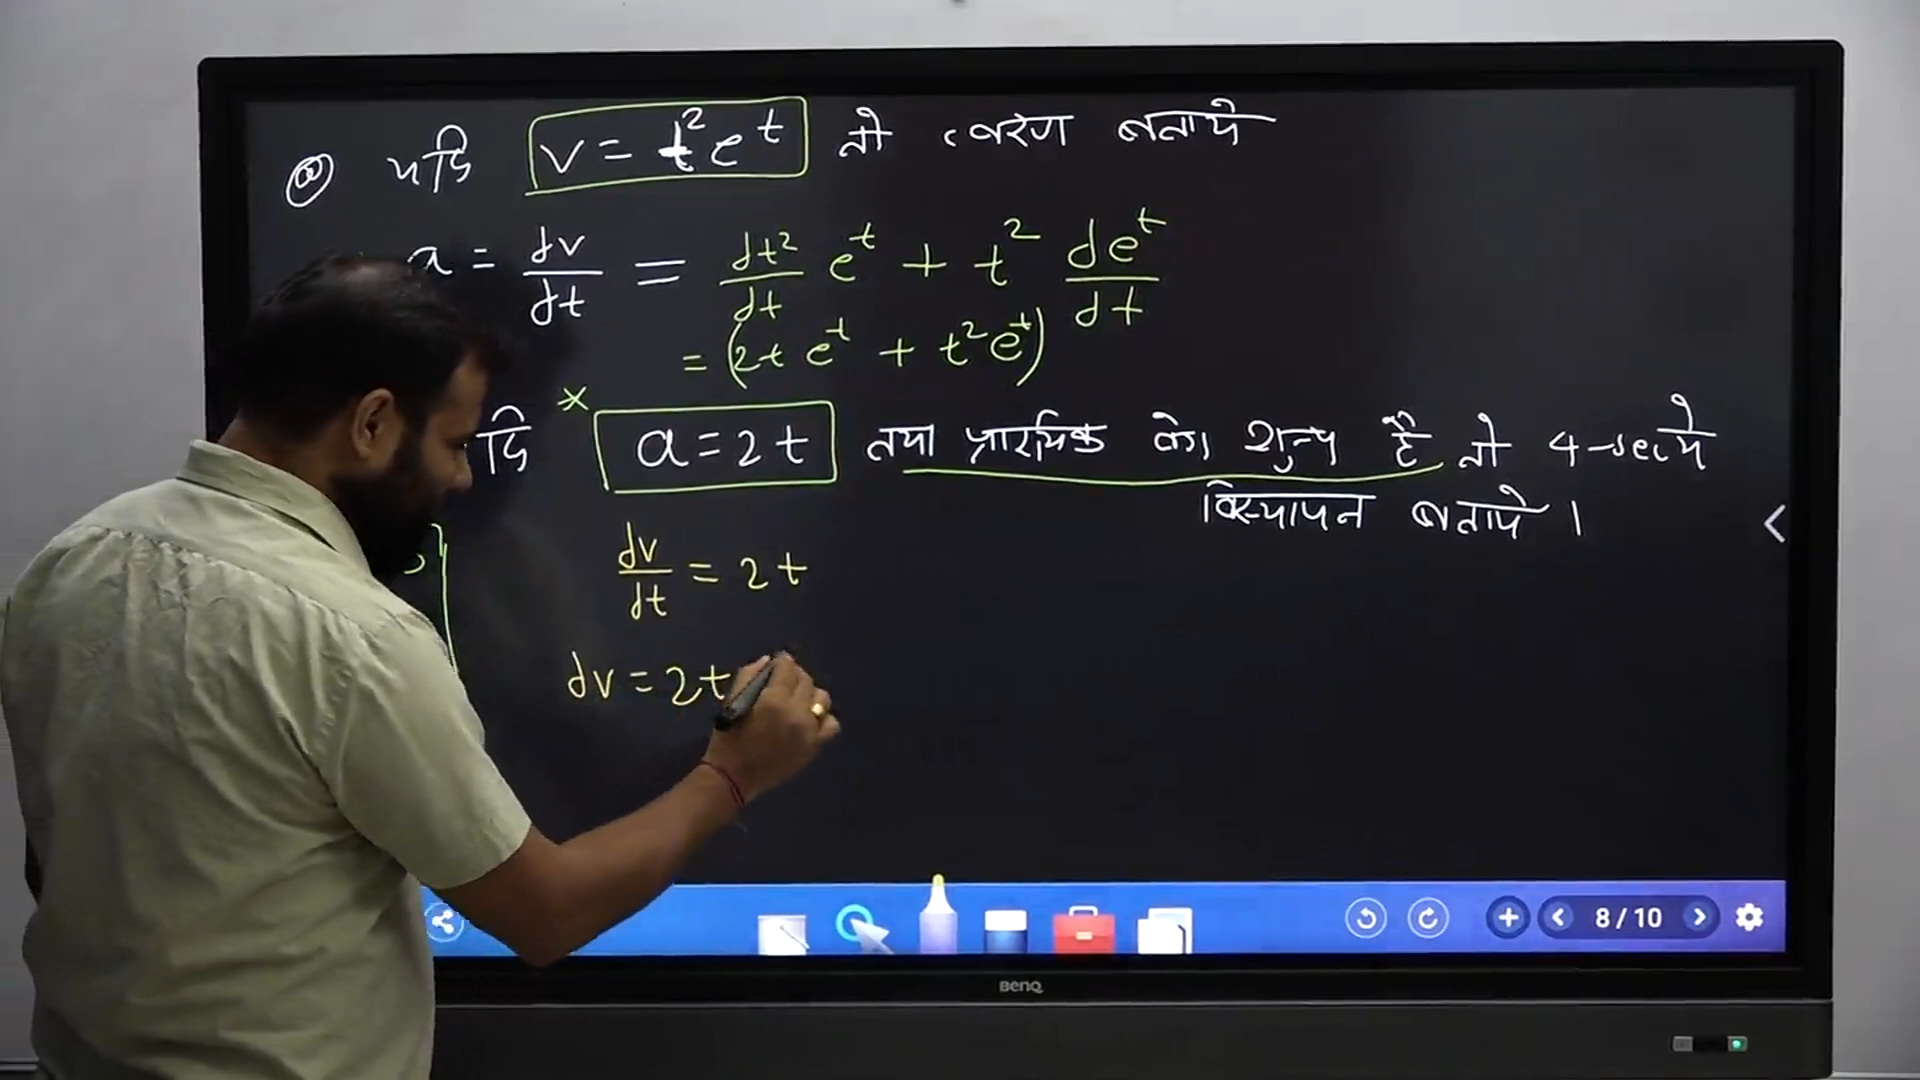 @ यदि v = t²eᵗ तो त्वरण बताये
a = dv/dt = dt²/dt eᵗ + t² deᵗ/dt
= (2t eᵗ + t²eᵗ)
* दि a = 2t तथा प्रारम्भिक वेग शून्य है तो 4-sec मे
विस्थापन बताये ।
dv/dt = 2t
dv = 2t
8 / 10
BenQ